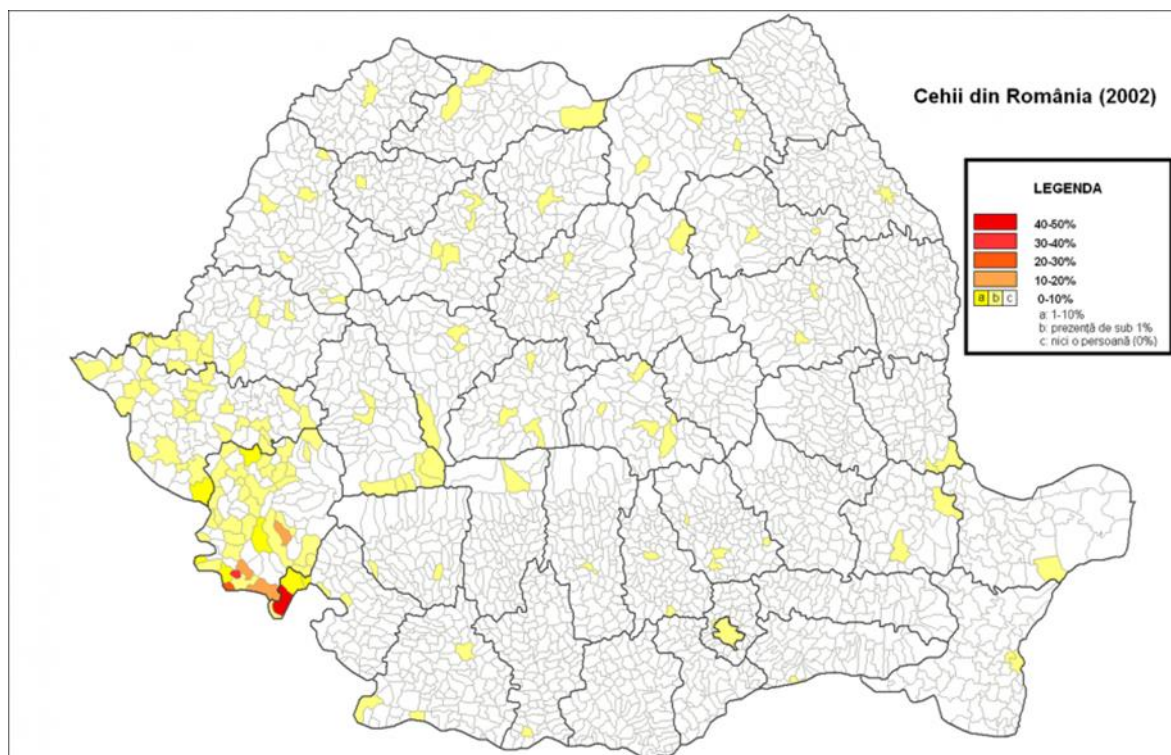 Cehii din România (2002)
LEGENDA
40-50%
30-40%
20-30%
10-20%
a b c 0-10%
a: 1-10%
b: prezență de sub 1%
c: nici o persoană (0%)